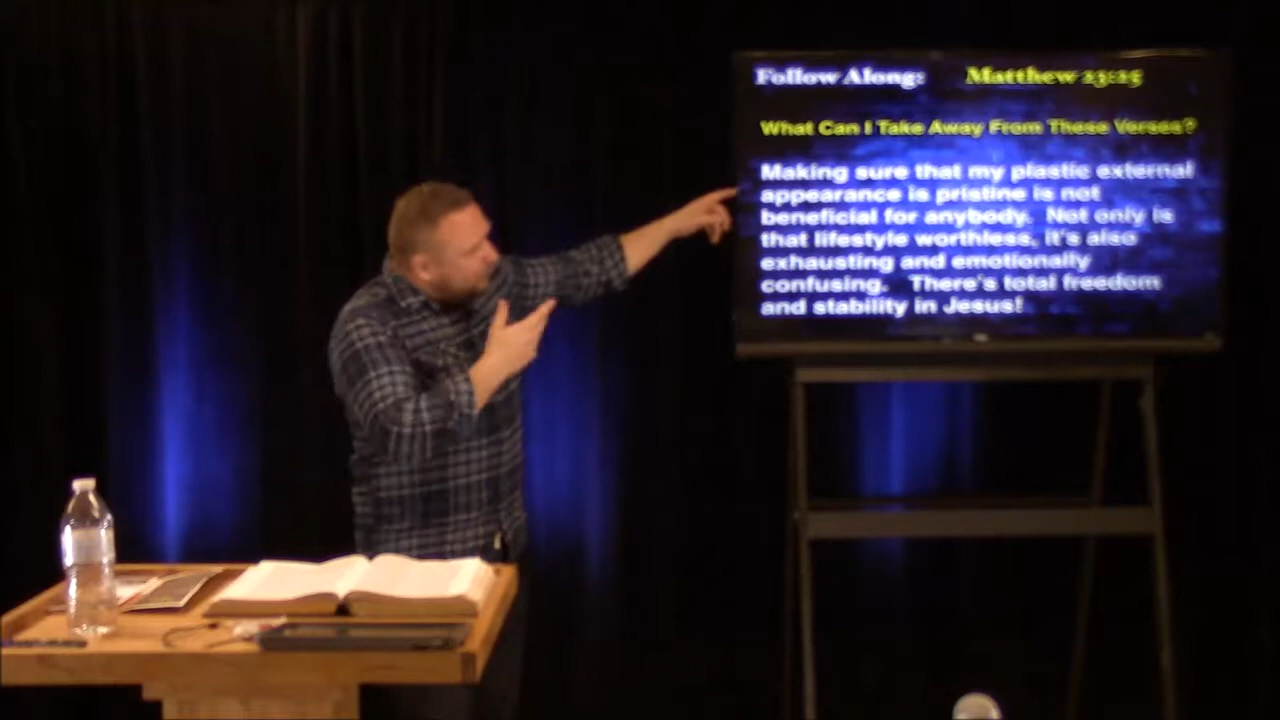 Follow Along: Matthew 23:25
What Can I Take Away From These Verses?
Making sure that my plastic external
appearance is pristine is not
beneficial for anybody. Not only is
that lifestyle worthless, it's also
exhausting and emotionally
confusing. There's total freedom
and stability in Jesus!